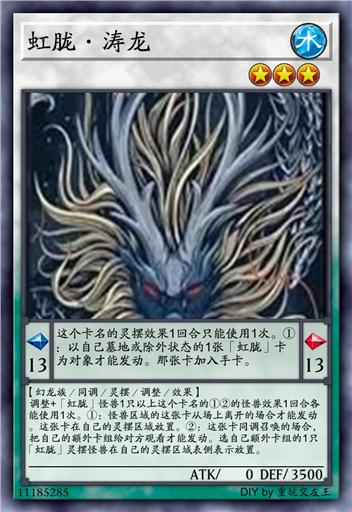 虹胧·涛龙
水
这个卡名的灵摆效果1回合只能使用1次。①
：以自己墓地或除外状态的1张「虹胧」卡
为对象才能发动。那张卡加入手卡。
13
13
【幻龙族／同调／灵摆／调整／效果】
调整+「虹胧」怪兽1只以上这个卡名的①②的怪兽效果1回合各
能使用1次。①：怪兽区域的这张卡从场上离开的场合才能发动
。这张卡在自己的灵摆区域放置。②：这张卡同调召唤的场合，
把自己的额外卡组给对方观看才能发动。选自己额外卡组的1只
「虹胧」灵摆怪兽在自己的灵摆区域表侧表示放置。
ATK/ 0 DEF/3500
11185285
DIY by 重坑交友王